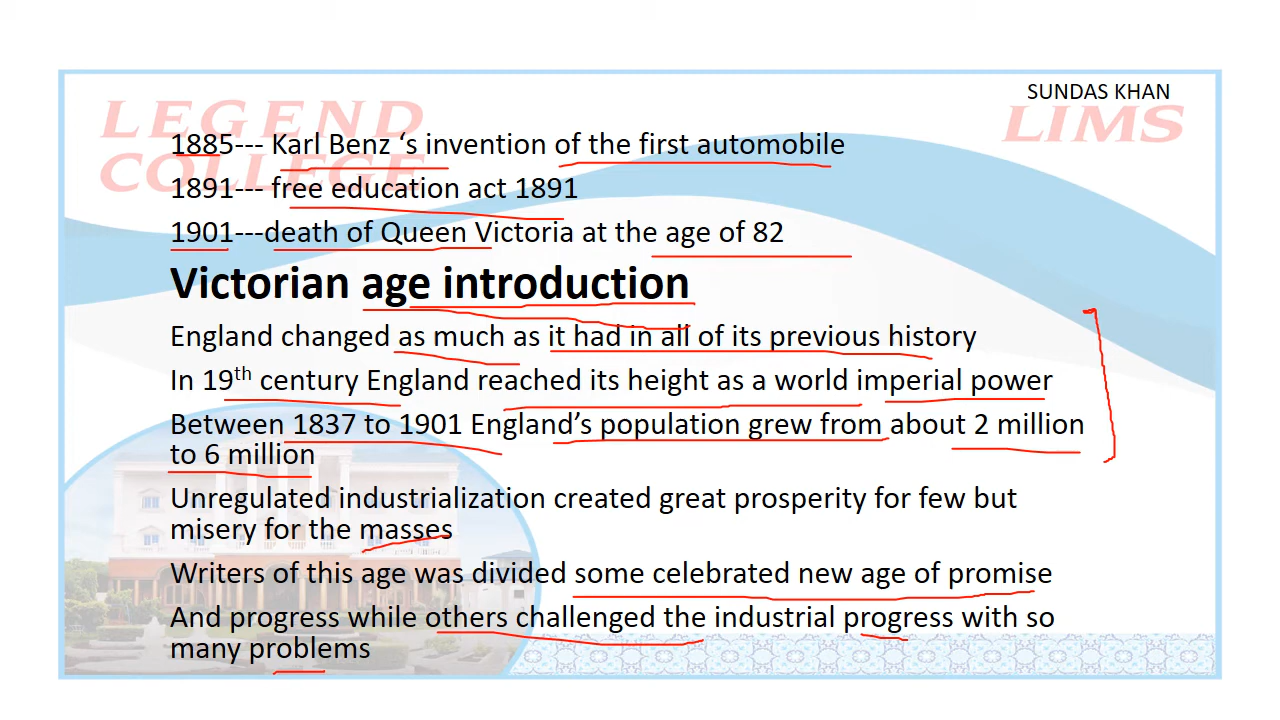 SUNDAS KHAN
LEGEND
COLLEGE
LIMS
1885--- Karl Benz ‘s invention of the first automobile
1891--- free education act 1891
1901---death of Queen Victoria at the age of 82
Victorian age introduction
England changed as much as it had in all of its previous history
In 19th century England reached its height as a world imperial power
Between 1837 to 1901 England’s population grew from about 2 million
to 6 million
Unregulated industrialization created great prosperity for few but
misery for the masses
Writers of this age was divided some celebrated new age of promise
And progress while others challenged the industrial progress with so
many problems